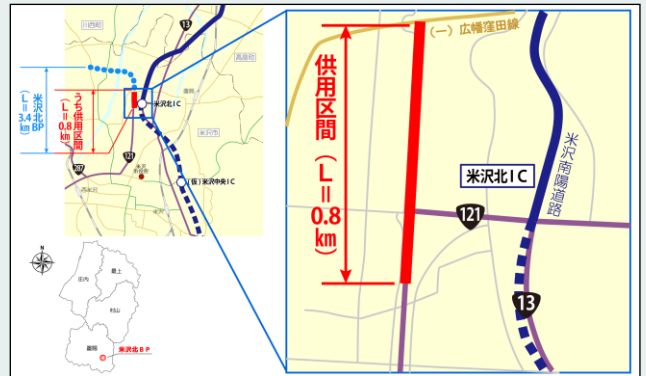 13
川西町
高畠町
米沢北BP
(L=3.4㎞)
うち供用区間
(L=0.8㎞)
米沢北IC
米沢市
121
287
(仮)米沢中央IC
N
庄内
最上
村山
置賜
米沢北BP
(一)広幡窪田線
供用区間(L=0.8㎞)
米沢北IC
121
米沢南陽道路
13